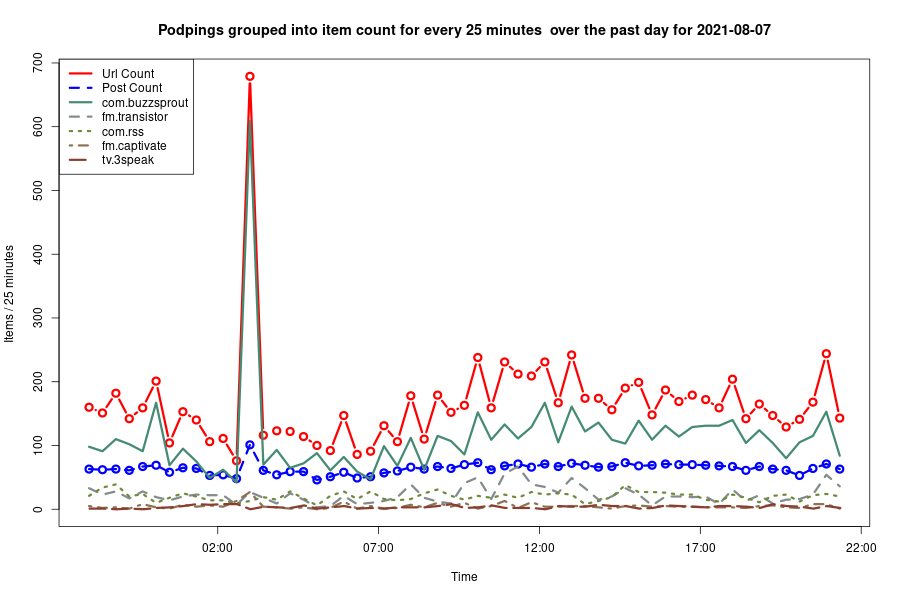 Podpings grouped into item count for every 25 minutes  over the past day for 2021-08-07
Url Count
Post Count
com.buzzsprout
fm.transistor
com.rss
fm.captivate
tv.3speak
Items / 25 minutes
700
600
500
400
300
200
100
0
02:00 07:00 12:00 17:00 22:00
Time